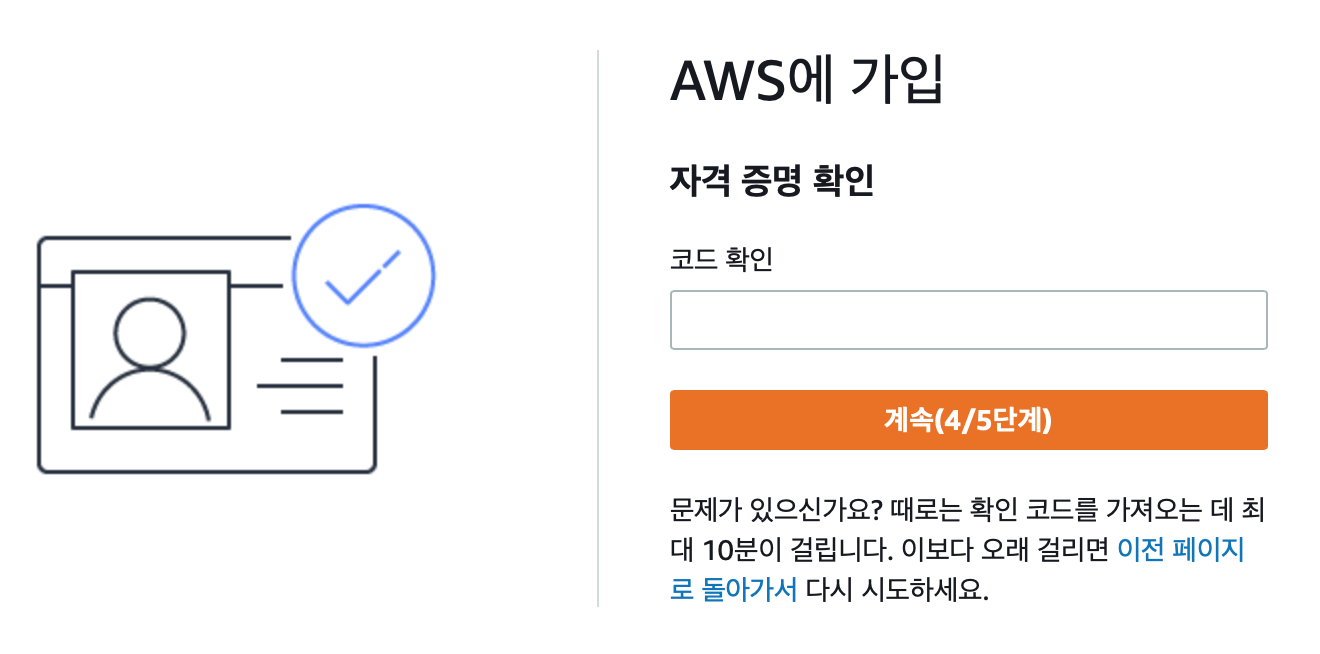 AWS에 가입
자격 증명 확인
코드 확인
계속(4/5단계)
문제가 있으신가요? 때로는 확인 코드를 가져오는 데 최
대 10분이 걸립니다. 이보다 오래 걸리면 이전 페이지
로 돌아가서 다시 시도하세요.